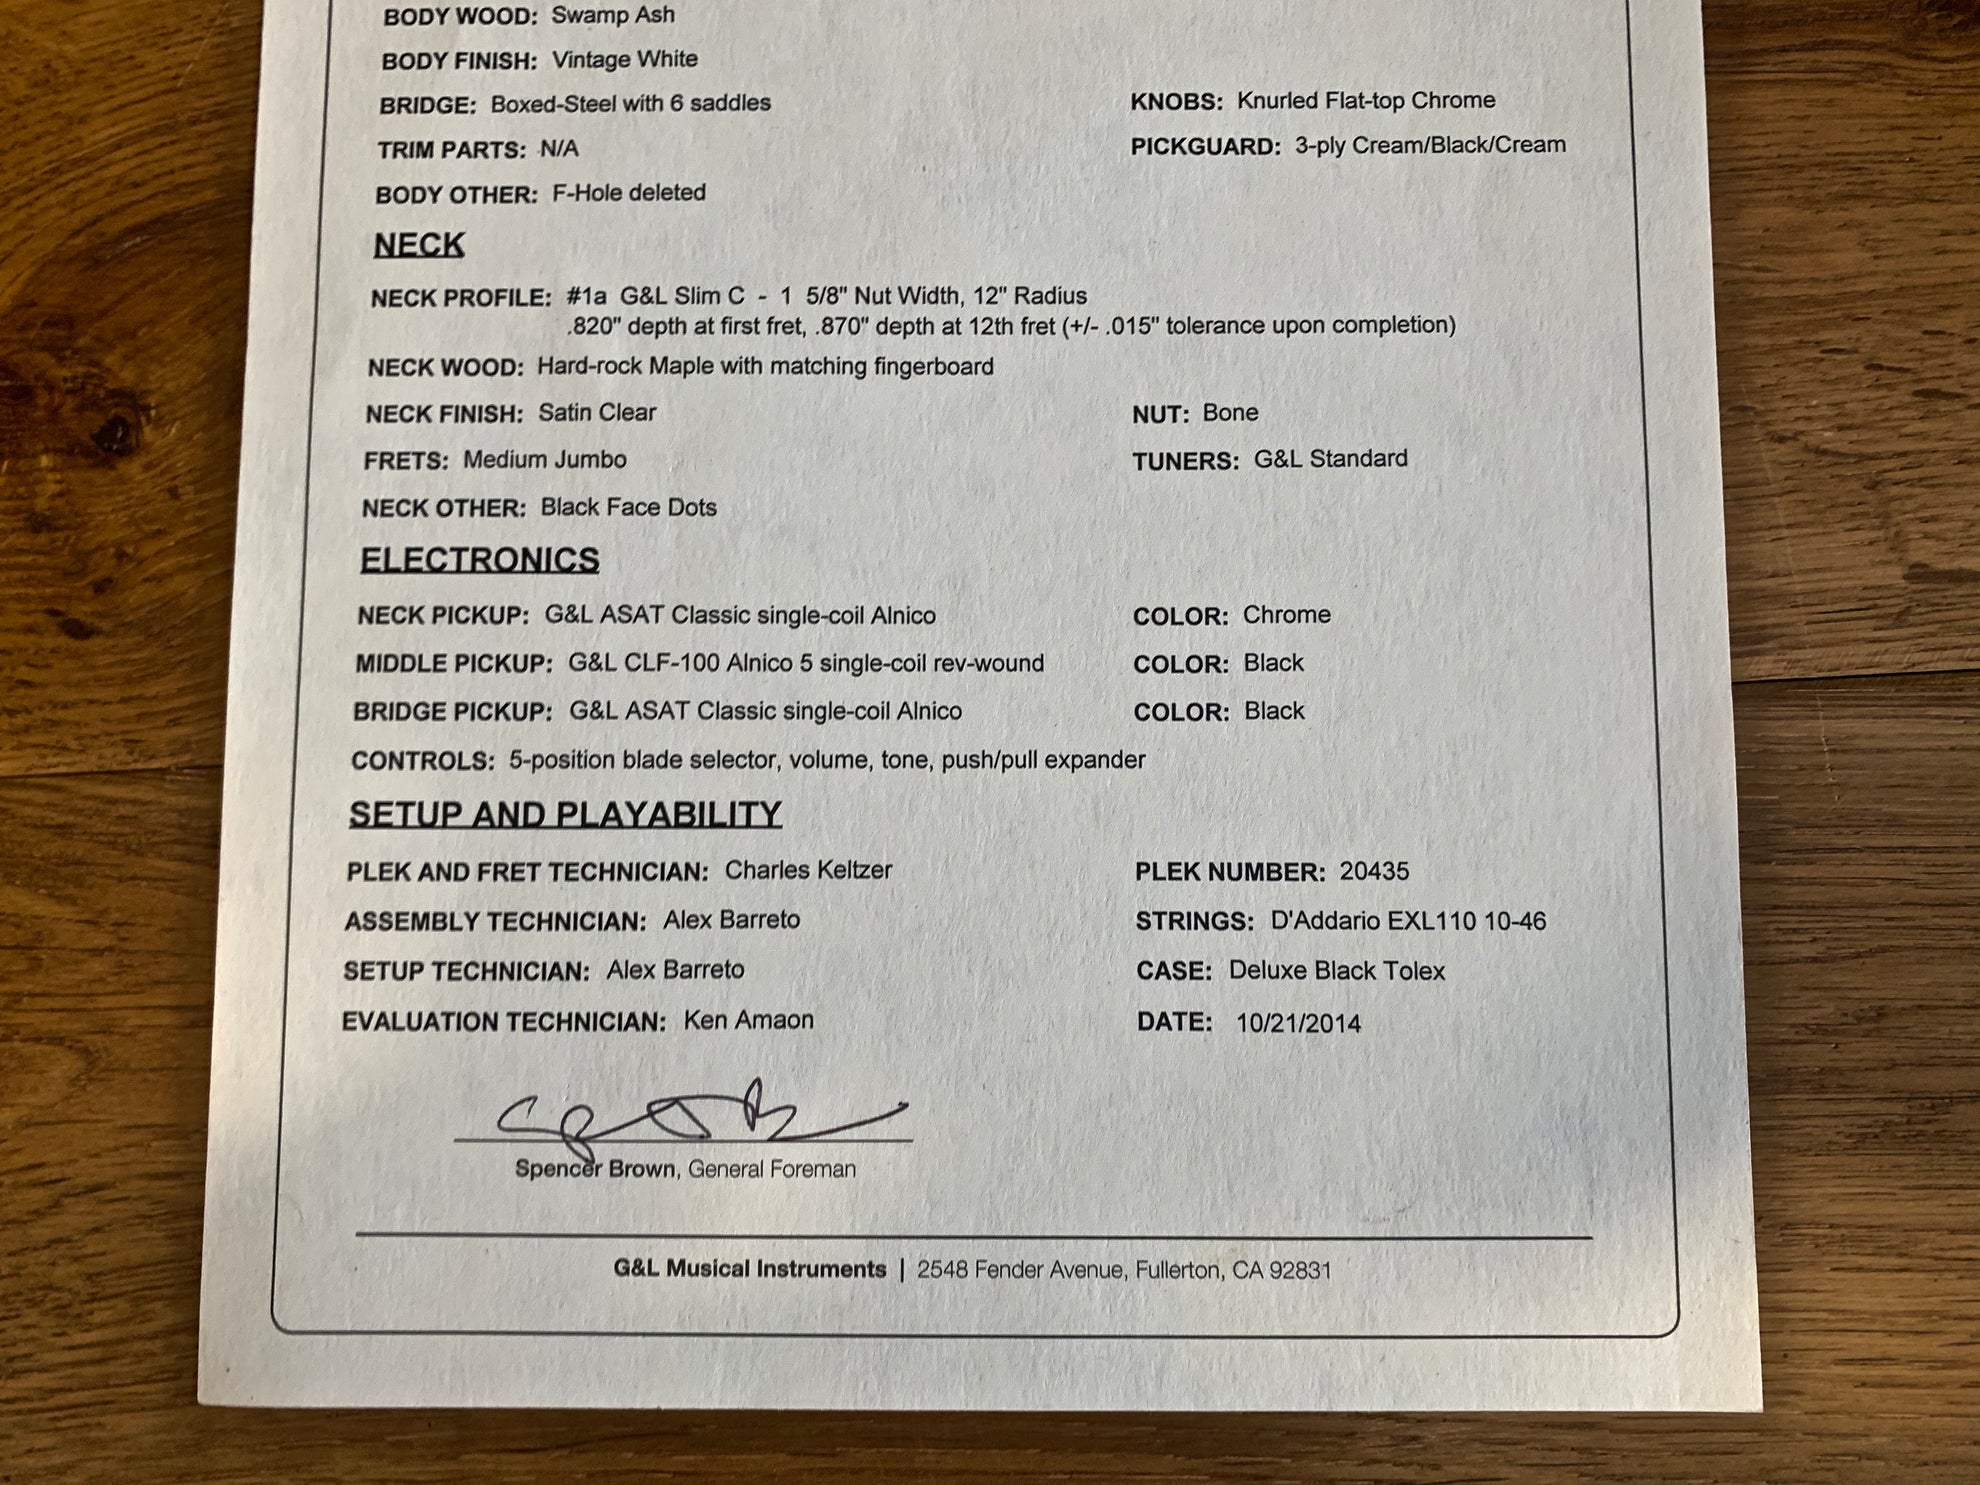 BODY WOOD: Swamp Ash
BODY FINISH: Vintage White
BRIDGE: Boxed-Steel with 6 saddles KNOBS: Knurled Flat-top Chrome
TRIM PARTS: N/A PICKGUARD: 3-ply Cream/Black/Cream
BODY OTHER: F-Hole deleted
NECK
NECK PROFILE: #1a G&L Slim C - 1 5/8" Nut Width, 12" Radius
.820" depth at first fret, .870" depth at 12th fret (+/- .015" tolerance upon completion)
NECK WOOD: Hard-rock Maple with matching fingerboard
NECK FINISH: Satin Clear NUT: Bone
FRETS: Medium Jumbo TUNERS: G&L Standard
NECK OTHER: Black Face Dots
ELECTRONICS
NECK PICKUP: G&L ASAT Classic single-coil Alnico COLOR: Chrome
MIDDLE PICKUP: G&L CLF-100 Alnico 5 single-coil rev-wound COLOR: Black
BRIDGE PICKUP: G&L ASAT Classic single-coil Alnico COLOR: Black
CONTROLS: 5-position blade selector, volume, tone, push/pull expander
SETUP AND PLAYABILITY
PLEK AND FRET TECHNICIAN: Charles Keltzer PLEK NUMBER: 20435
ASSEMBLY TECHNICIAN: Alex Barreto STRINGS: D'Addario EXL110 10-46
SETUP TECHNICIAN: Alex Barreto CASE: Deluxe Black Tolex
EVALUATION TECHNICIAN: Ken Amaon DATE: 10/21/2014
Spencer Brown, General Foreman
G&L Musical Instruments | 2548 Fender Avenue, Fullerton, CA 92831